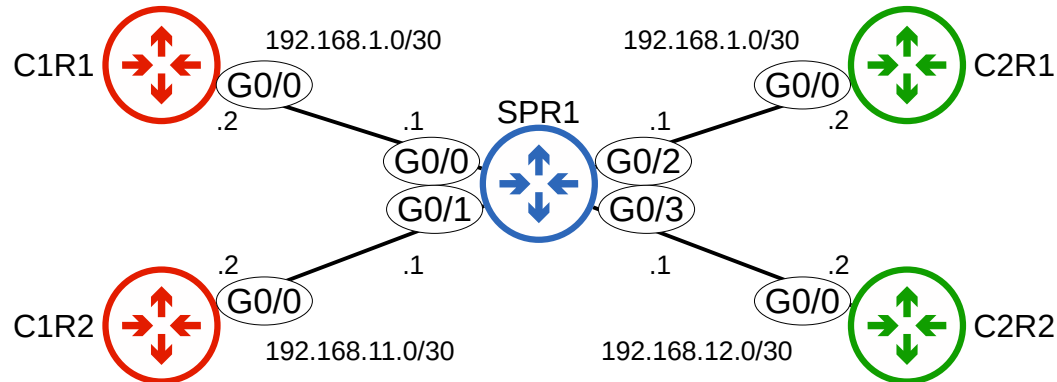 192.168.1.0/30
192.168.1.0/30
C1R1
C2R1
G0/0
G0/0
.2
.1
SPR1
.1
.2
G0/0
G0/2
G0/1
G0/3
.2
.1
.1
.2
G0/0
G0/0
C1R2
C2R2
192.168.11.0/30
192.168.12.0/30